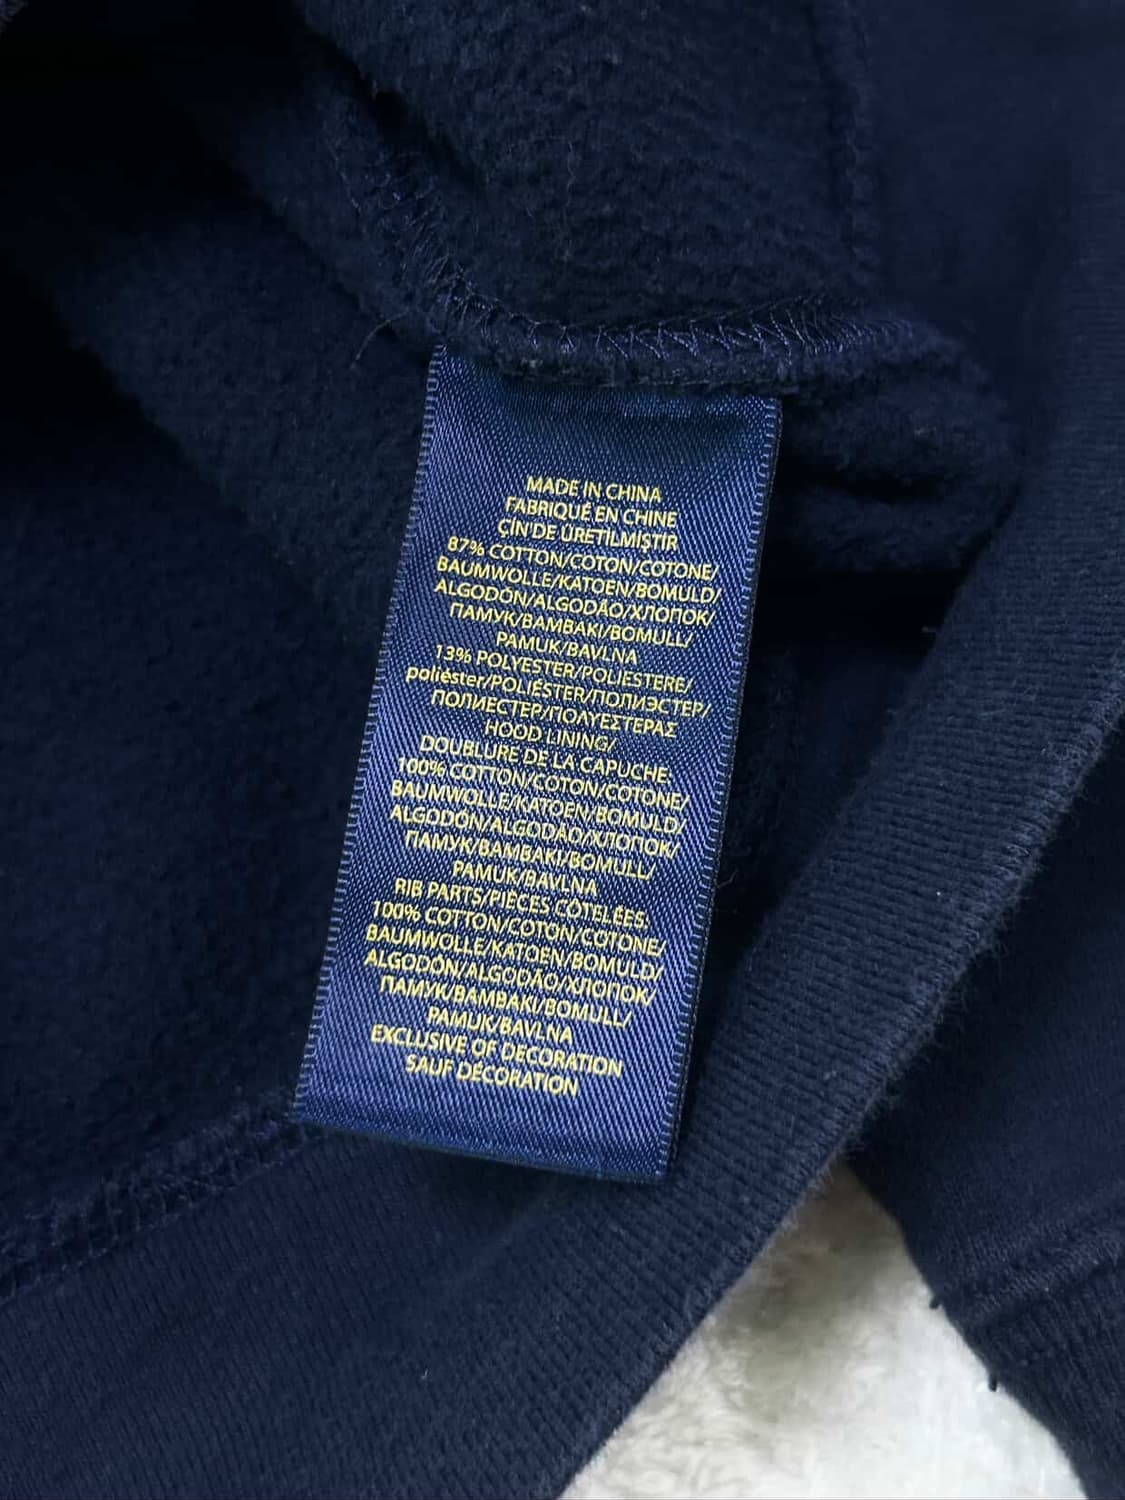 MADE IN CHINA
FABRIQUÉ EN CHINE
ÇİN'DE ÜRETİLMİŞTİR
87% COTTON/COTON/COTONE/
BAUMWOLLE/KATOEN/BOMULD/
ALGODÓN/ALGODÃO/ХЛОПОК/
ПАМУК/ΒΑΜΒΑΚΙ/BOMULL/
PAMUK/BAVLNA
13% POLYESTER/POLIESTERE/
poliéster/POLIÉSTER/ПОЛИЭСТЕР/
ПОЛИЕСТЕР/ΠΟΛΥΕΣΤΕΡΑΣ
HOOD LINING/
DOUBLURE DE LA CAPUCHE.
100% COTTON/COTON/COTONE/
BAUMWOLLE/KATOEN/BOMULD/
ALGODÓN/ALGODÃO/ХЛОПОК/
ПАМУК/ΒΑΜΒΑΚΙ/BOMULL/
PAMUK/BAVLNA
RIB PARTS/PIÈCES CÔTELÉES.
100% COTTON/COTON/COTONE/
BAUMWOLLE/KATOEN/BOMULD/
ALGODÓN/ALGODÃO/ХЛОПОК/
ПАМУК/ΒΑΜΒΑΚΙ/BOMULL/
PAMUK/BAVLNA
EXCLUSIVE OF DECORATION
SAUF DÉCORATION